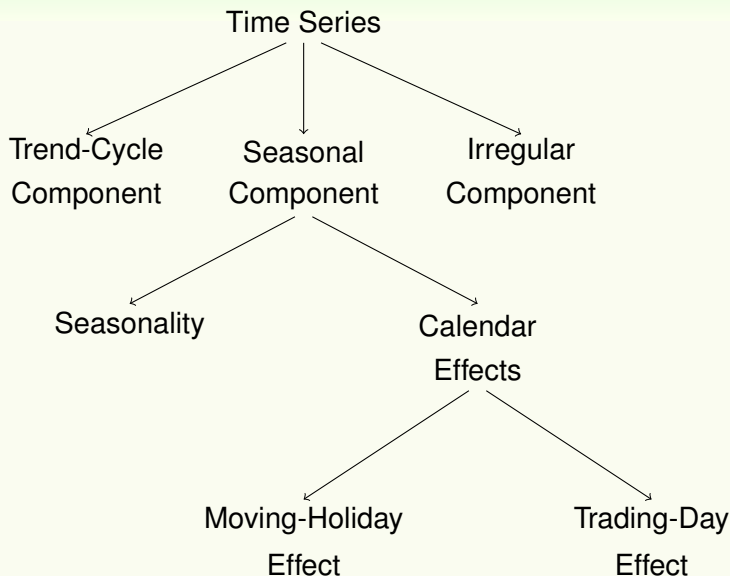 Time Series
Trend-Cycle
Component
Seasonal
Component
Irregular
Component
Seasonality
Calendar
Effects
Moving-Holiday
Effect
Trading-Day
Effect